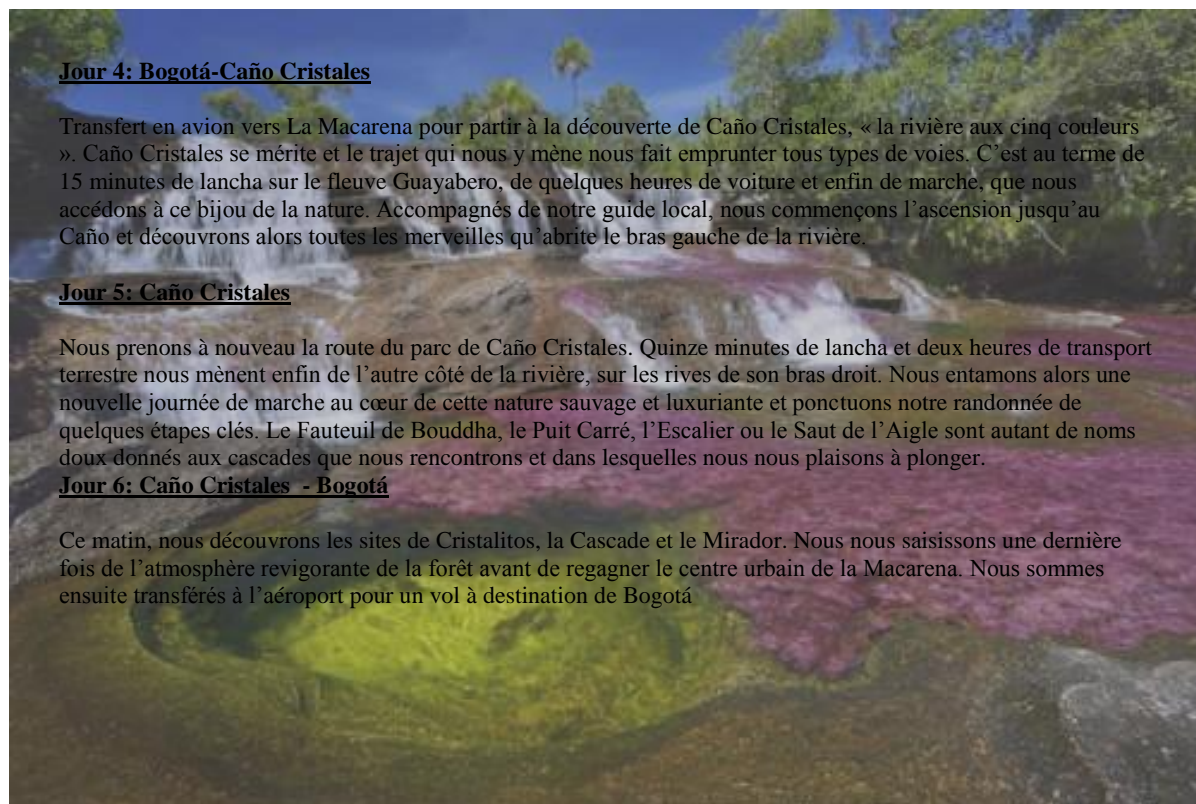 Jour 4: Bogotá-Caño Cristales
Transfert en avion vers La Macarena pour partir à la découverte de Caño Cristales, « la rivière aux cinq couleurs
». Caño Cristales se mérite et le trajet qui nous y mène nous fait emprunter tous types de voies. C’est au terme de
15 minutes de lancha sur le fleuve Guayabero, de quelques heures de voiture et enfin de marche, que nous
accédons à ce bijou de la nature. Accompagnés de notre guide local, nous commençons l’ascension jusqu’au
Caño et découvrons alors toutes les merveilles qu’abrite le bras gauche de la rivière.
Jour 5: Caño Cristales
Nous prenons à nouveau la route du parc de Caño Cristales. Quinze minutes de lancha et deux heures de transport
terrestre nous mènent enfin de l’autre côté de la rivière, sur les rives de son bras droit. Nous entamons alors une
nouvelle journée de marche au cœur de cette nature sauvage et luxuriante et ponctuons notre randonnée de
quelques étapes clés. Le Fauteuil de Bouddha, le Puit Carré, l’Escalier ou le Saut de l’Aigle sont autant de noms
doux donnés aux cascades que nous rencontrons et dans lesquelles nous nous plaisons à plonger.
Jour 6: Caño Cristales  - Bogotá
Ce matin, nous découvrons les sites de Cristalitos, la Cascade et le Mirador. Nous nous saisissons une dernière
fois de l’atmosphère revigorante de la forêt avant de regagner le centre urbain de la Macarena. Nous sommes
ensuite transférés à l’aéroport pour un vol à destination de Bogotá